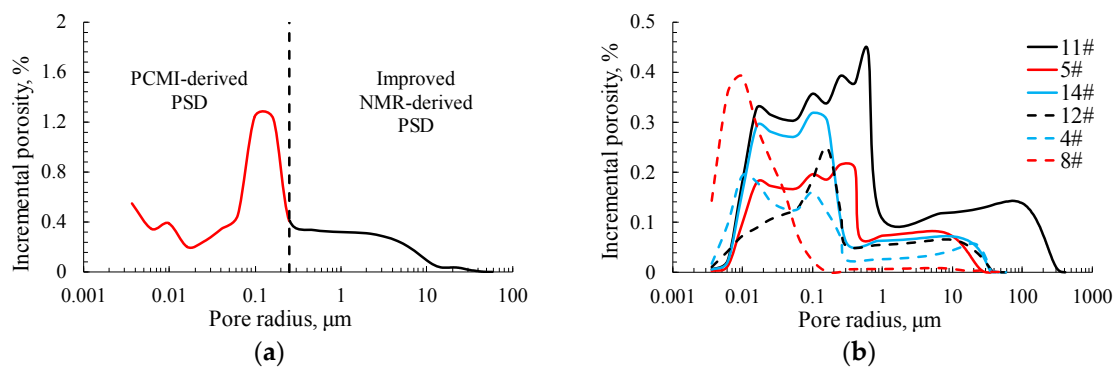 Incremental porosity, %
2
1.6
1.2
0.8
0.4
0
PCMI-derived
PSD
Improved
NMR-derived
PSD
0.001 0.01 0.1 1 10 100
Pore radius, μm
(a)
Incremental porosity, %
0.5
0.4
0.3
0.2
0.1
0
11#
5#
14#
12#
4#
8#
0.001 0.01 0.1 1 10 100 1000
Pore radius, μm
(b)